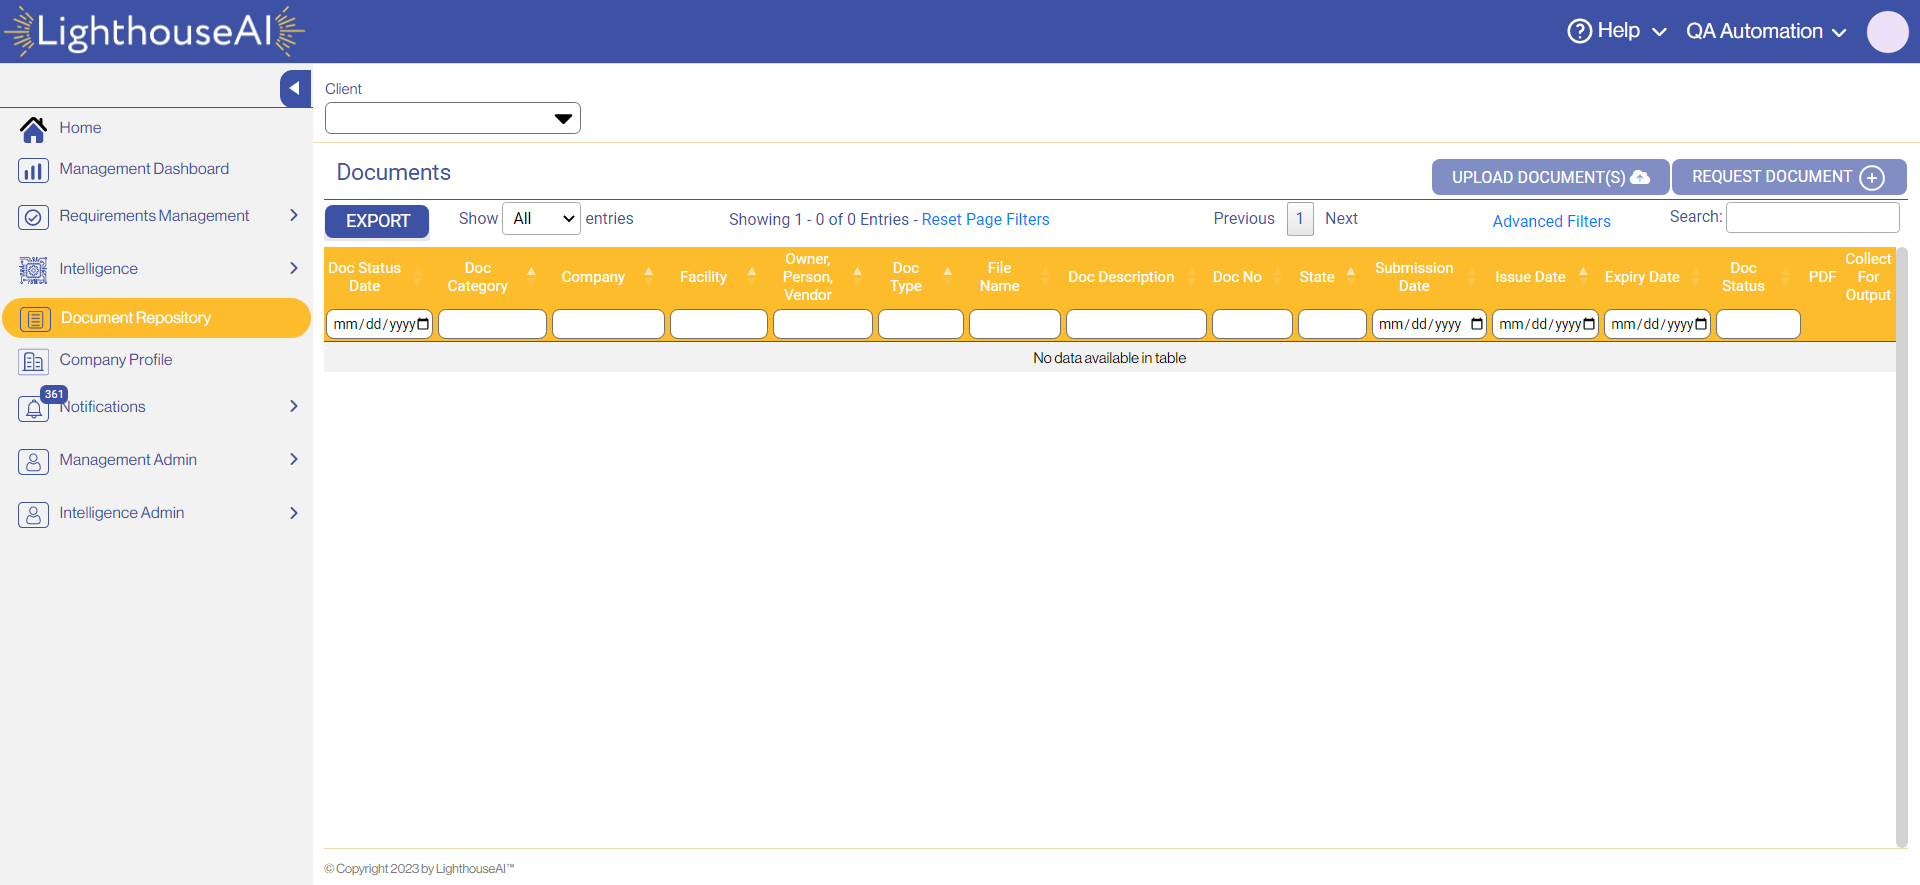 LighthouseAI
Help
QA Automation
Home
Management Dashboard
Requirements Management
Intelligence
Document Repository
Company Profile
361
Notifications
Management Admin
Intelligence Admin
Client
Documents
UPLOAD DOCUMENT(S)
REQUEST DOCUMENT
EXPORT
Show All entries
Showing 1 - 0 of 0 Entries - Reset Page Filters
Previous 1 Next
Advanced Filters
Search:
Doc Status Date
Doc Category
Company
Facility
Owner, Person, Vendor
Doc Type
File Name
Doc Description
Doc No
State
Submission Date
Issue Date
Expiry Date
Doc Status
PDF
Collect For Output
mm/dd/yyyy
mm/dd/yyyy
mm/dd/yyyy
mm/dd/yyyy
No data available in table
© Copyright 2023 by LighthouseAI™